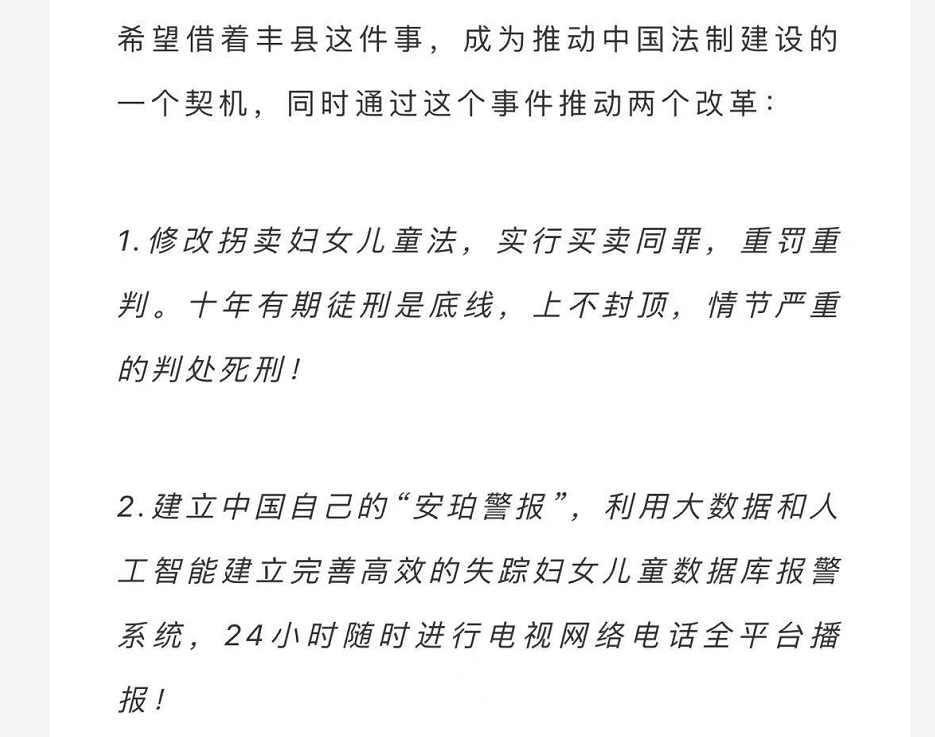 希望借着丰县这件事，成为推动中国法制建设的
一个契机，同时通过这个事件推动两个改革：
1.修改拐卖妇女儿童法，实行买卖同罪，重罚重
判。十年有期徒刑是底线，上不封顶，情节严重
的判处死刑！
2.建立中国自己的“安珀警报”，利用大数据和人
工智能建立完善高效的失踪妇女儿童数据库报警
系统，24小时随时进行电视网络电话全平台播
报！